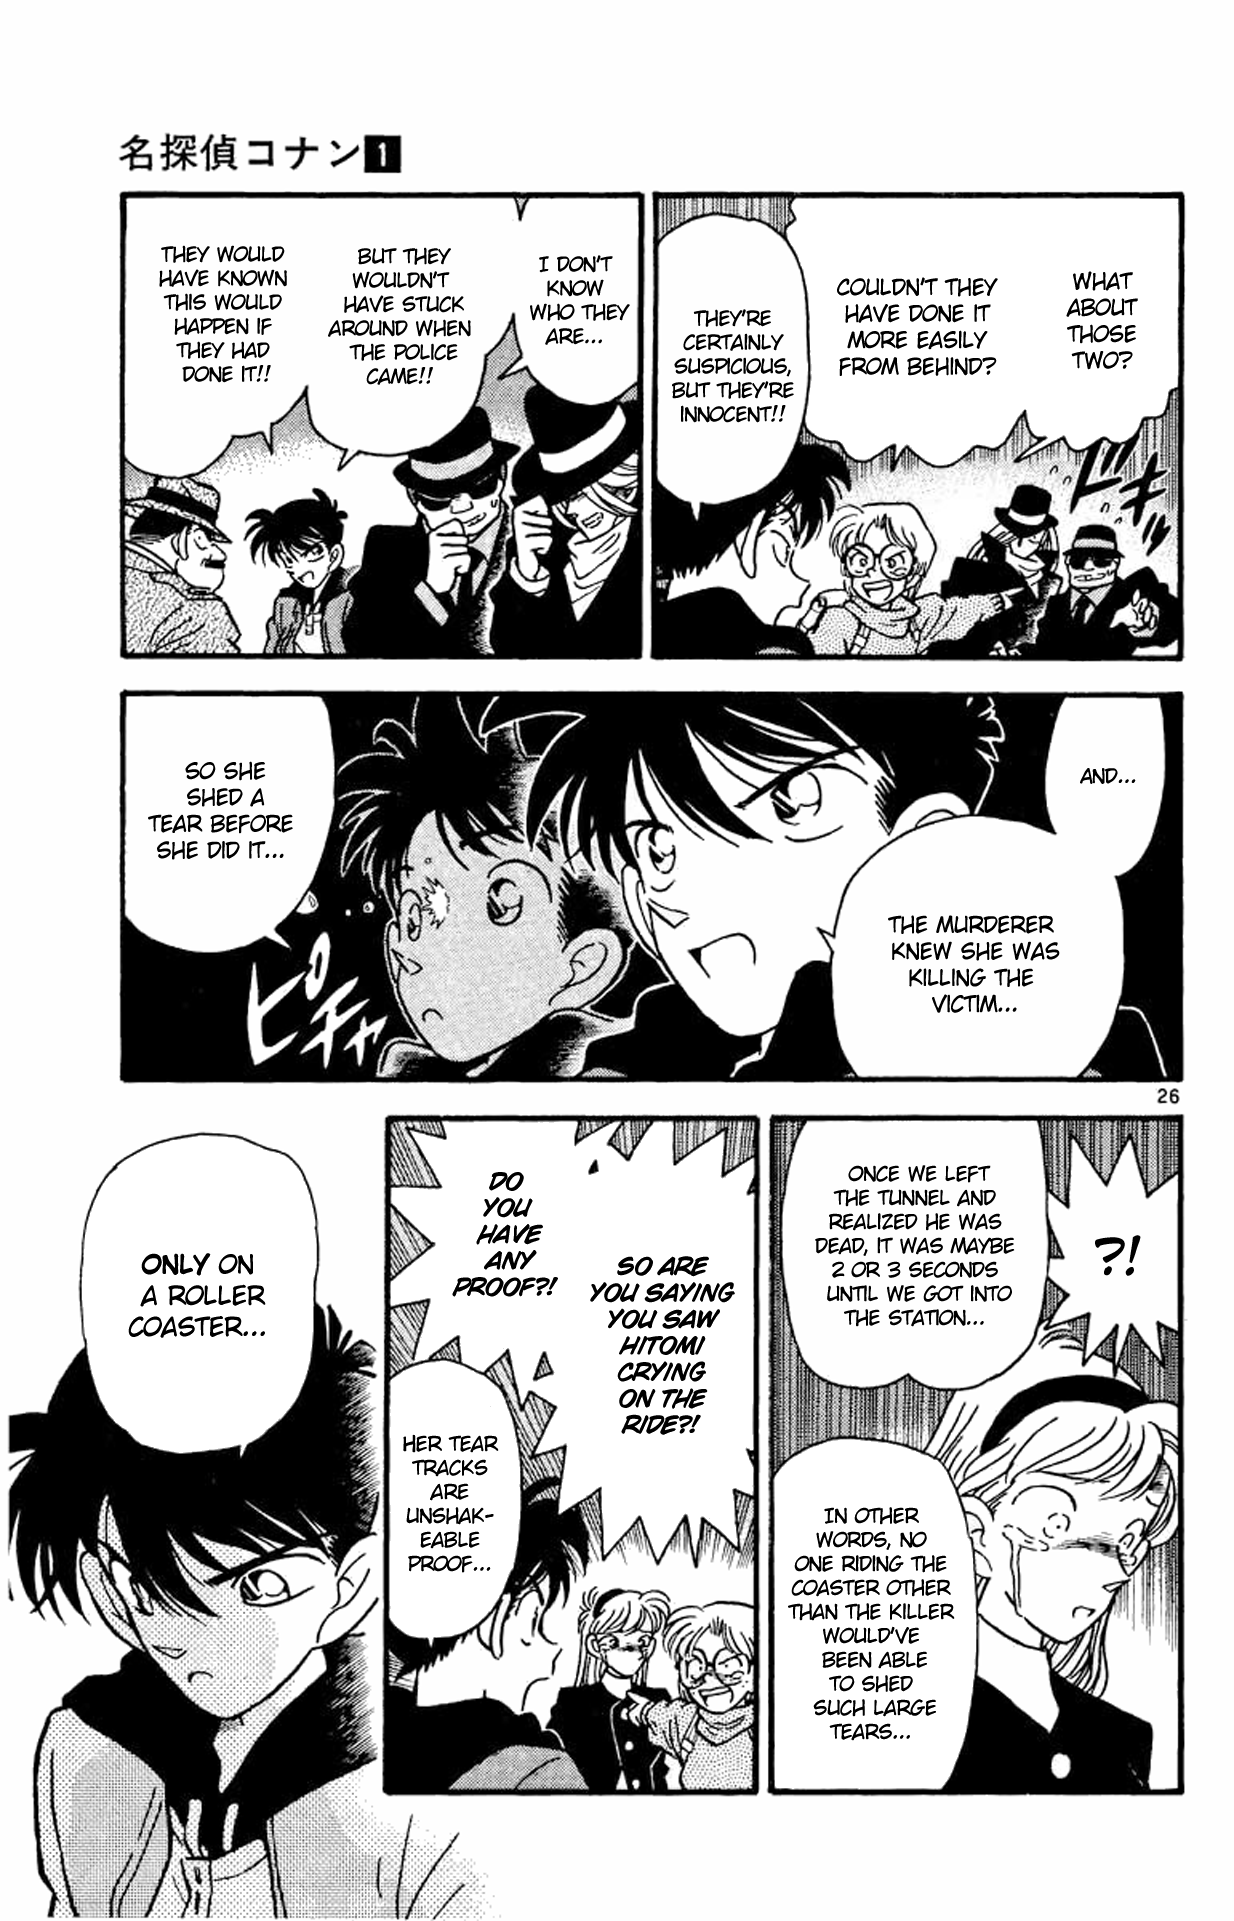 名探偵コナン1
WHAT
ABOUT
THOSE
TWO?
COULDN'T THEY
HAVE DONE IT
MORE EASILY
FROM BEHIND?
THEY'RE
CERTAINLY
SUSPICIOUS,
BUT THEY'RE
INNOCENT!!
ドキッ
I DON'T
KNOW
WHO THEY
ARE...
BUT THEY
WOULDN'T
HAVE STUCK
AROUND WHEN
THE POLICE
CAME!!
THEY WOULD
HAVE KNOWN
THIS WOULD
HAPPEN IF
THEY HAD
DONE IT!!
AND...
THE MURDERER
KNEW SHE WAS
KILLING THE
VICTIM...
SO SHE
SHED A
TEAR BEFORE
SHE DID IT...
ピチャ
26
?!
ONCE WE LEFT
THE TUNNEL AND
REALIZED HE WAS
DEAD, IT WAS MAYBE
2 OR 3 SECONDS
UNTIL WE GOT INTO
THE STATION...
IN OTHER
WORDS, NO
ONE RIDING THE
COASTER OTHER
THAN THE KILLER
WOULD'VE
BEEN ABLE
TO SHED
SUCH LARGE
TEARS...
SO ARE
YOU SAYING
YOU SAW
HITOMI
CRYING
ON THE
RIDE?!
DO
YOU
HAVE
ANY
PROOF?!
HER TEAR
TRACKS
ARE
UNSHAK-
EABLE
PROOF...
ONLY ON
A ROLLER
COASTER...